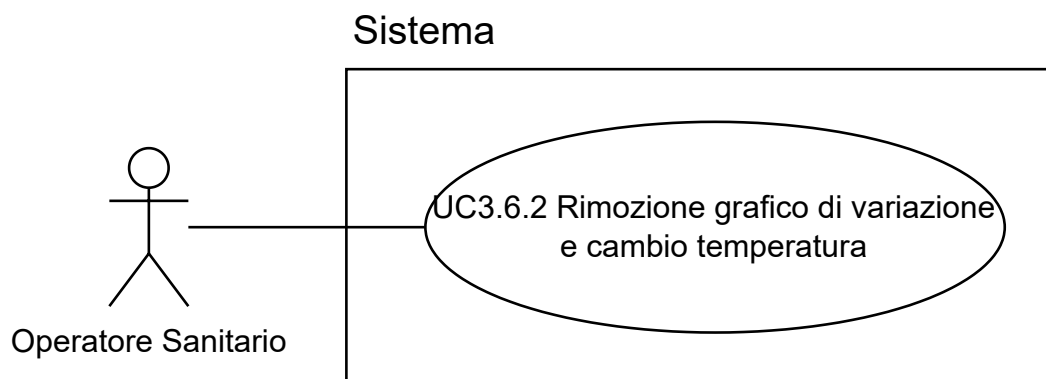 Sistema
UC3.6.2 Rimozione grafico di variazione
e cambio temperatura
Operatore Sanitario